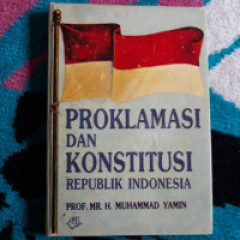 PROKLAMASI
DAN
KONSTITUSI
REPUBLIK INDONESIA
PROF. MR. H. MUHAMMAD YAMIN